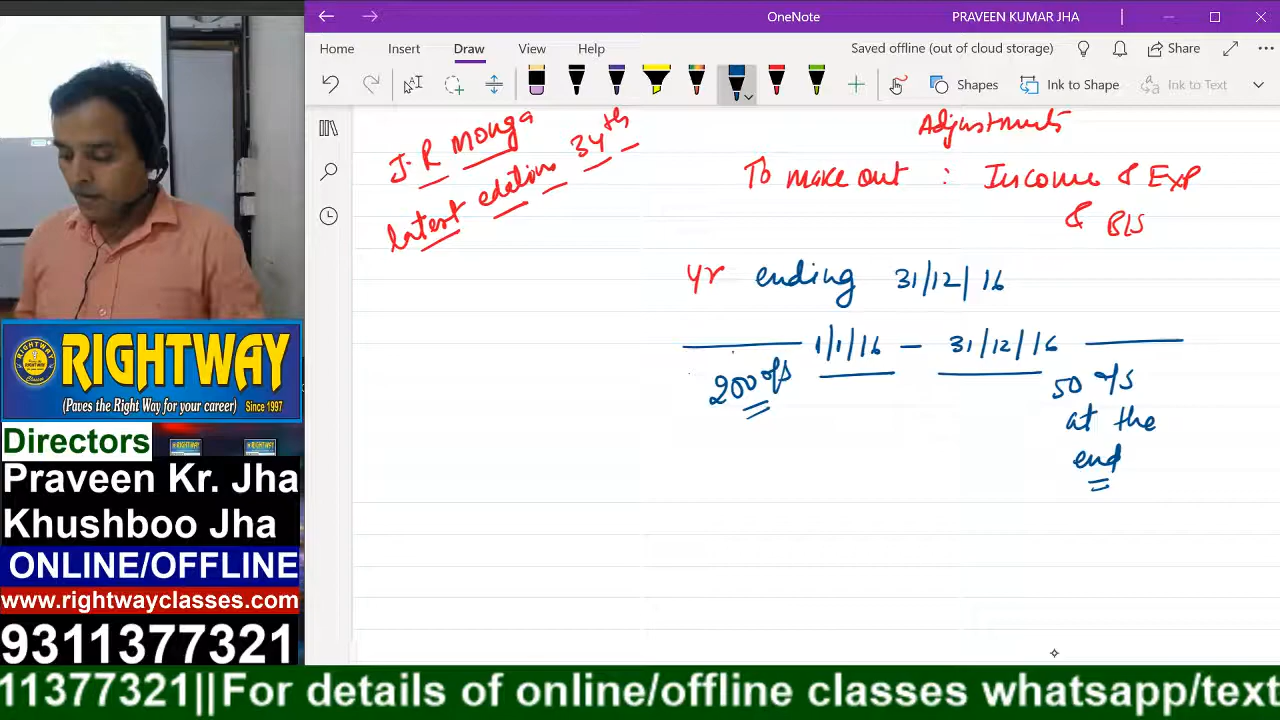 OneNote
PRAVEEN KUMAR JHA
Home Insert Draw View Help
Saved offline (out of cloud storage)
Share
Shapes
Ink to Shape
Ink to Text
J. R Monga
latest edation 34th
Adjustments
To make out : Income & EXP
& B/S
Yr ending 31/12/16
1/1/16 — 31/12/16
200 o/s
50 o/s
at the
end
RIGHTWAY
(Paves the Right Way for your career) Since 1997
Directors
Praveen Kr. Jha
Khushboo Jha
ONLINE/OFFLINE
www.rightwayclasses.com
9311377321
11377321||For details of online/offline classes whatsapp/text